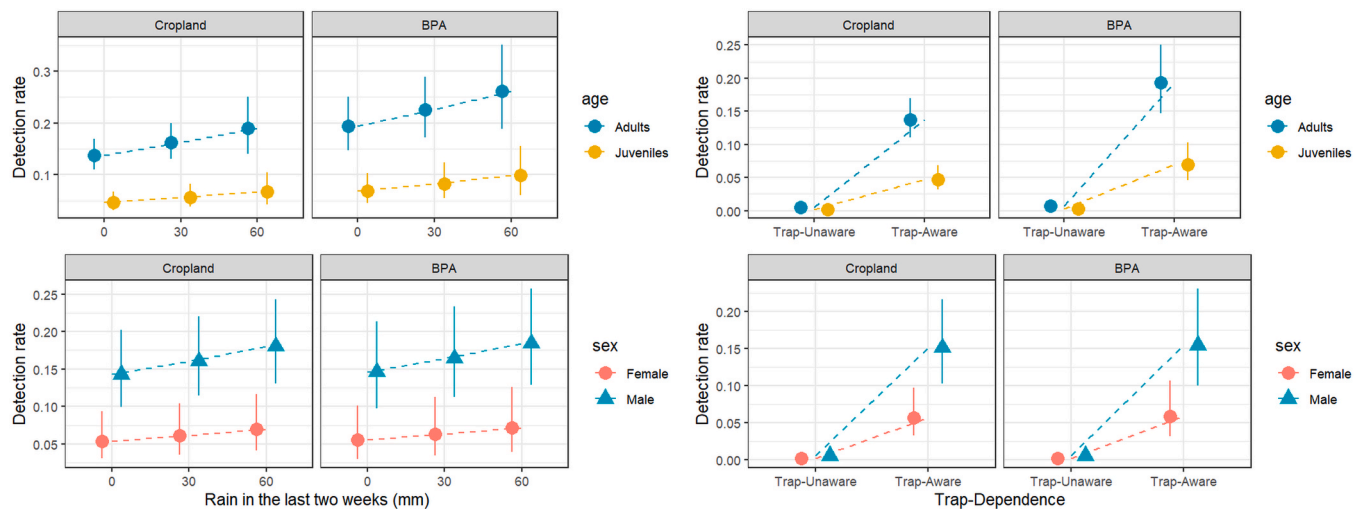 Cropland
BPA
Detection rate
0.3
0.2
0.1
0
30
60
0
30
60
age
Adults
Juveniles
Cropland
BPA
Detection rate
0.25
0.20
0.15
0.10
0.05
0.00
Trap-Unaware
Trap-Aware
Trap-Unaware
Trap-Aware
age
Adults
Juveniles
Cropland
BPA
Detection rate
0.25
0.20
0.15
0.10
0.05
0
30
60
0
30
60
Rain in the last two weeks (mm)
sex
Female
Male
Cropland
BPA
Detection rate
0.20
0.15
0.10
0.05
0.00
Trap-Unaware
Trap-Aware
Trap-Unaware
Trap-Aware
Trap-Dependence
sex
Female
Male